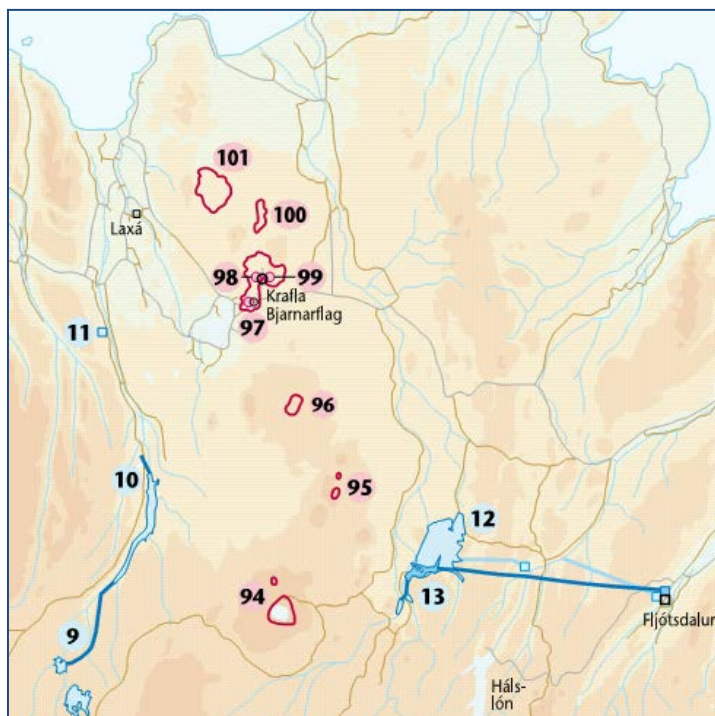 101
100
Laxá
98
99
Krafla
Bjarnarflag
97
11
96
10
95
12
94
13
9
Fljótsdalur
Háls-
lón